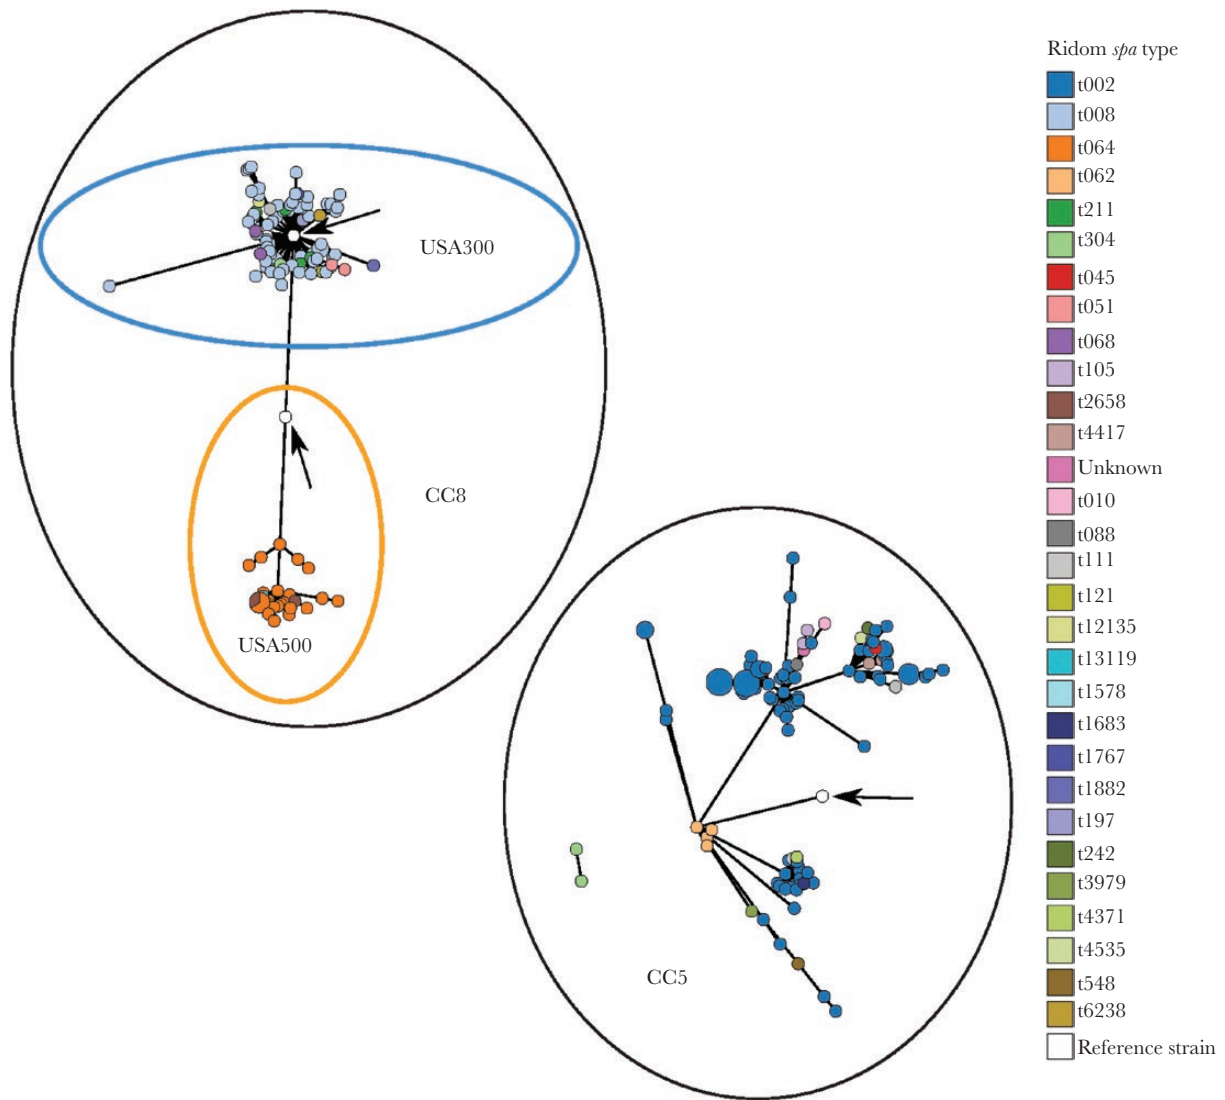 Ridom spa type
t002
t008
t064
t062
t211
t304
t045
t051
t068
t105
t2658
t4417
Unknown
t010
t088
t111
t121
t12135
t13119
t1578
t1683
t1767
t1882
t197
t242
t3979
t4371
t4535
t548
t6238
Reference strain
USA300
CC8
USA500
CC5